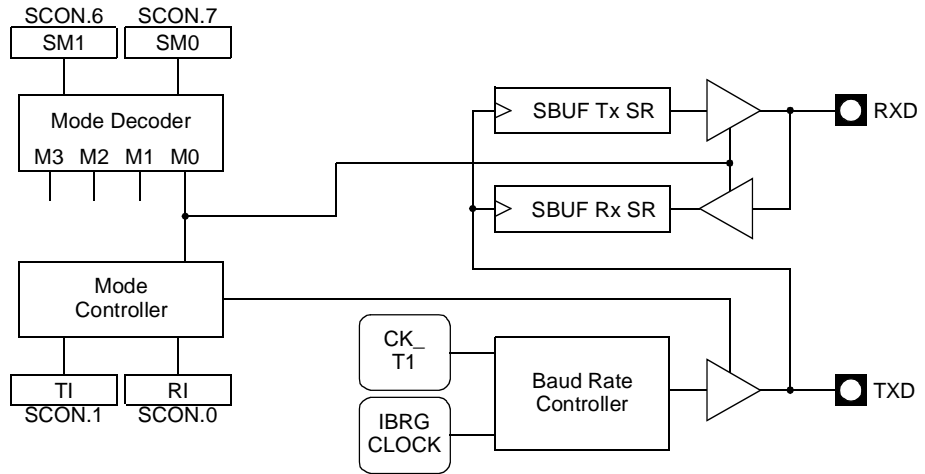 SCON.6 SCON.7
SM1 SM0
Mode Decoder
M3 M2 M1 M0
SBUF Tx SR
RXD
SBUF Rx SR
Mode
Controller
TI RI
SCON.1 SCON.0
CK_
T1
IBRG
CLOCK
Baud Rate
Controller
TXD